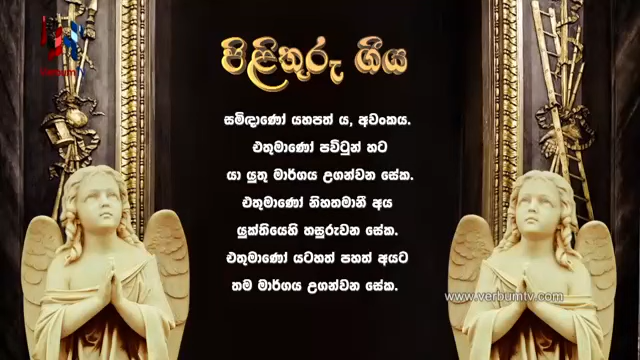 VerbumTV
පිළිතුරු ගීය
සමිඳාණෝ යහපත් ය, අවංකය.
එතුමාණෝ පව්ටුන් හට
යා යුතු මාර්ගය උගන්වන සේක.
එතුමාණෝ නිහතමානී අය
යුක්තියෙහි හසුරුවන සේක.
එතුමාණෝ යටහත් පහත් අයට
තම මාර්ගය උගන්වන සේක.
www.verbumtv.com